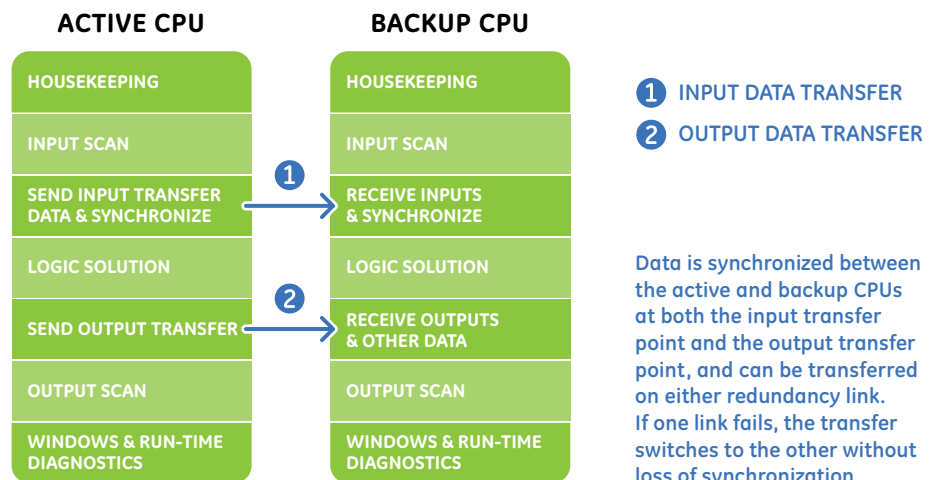 ACTIVE CPU
HOUSEKEEPING
INPUT SCAN
SEND INPUT TRANSFER
DATA & SYNCHRONIZE
LOGIC SOLUTION
SEND OUTPUT TRANSFER
OUTPUT SCAN
WINDOWS & RUN-TIME
DIAGNOSTICS
1
2
BACKUP CPU
HOUSEKEEPING
INPUT SCAN
RECEIVE INPUTS
& SYNCHRONIZE
LOGIC SOLUTION
RECEIVE OUTPUTS
& OTHER DATA
OUTPUT SCAN
WINDOWS & RUN-TIME
DIAGNOSTICS
1 INPUT DATA TRANSFER
2 OUTPUT DATA TRANSFER
Data is synchronized between
the active and backup CPUs
at both the input transfer
point and the output transfer
point, and can be transferred
on either redundancy link.
If one link fails, the transfer
switches to the other without
loss of synchronization